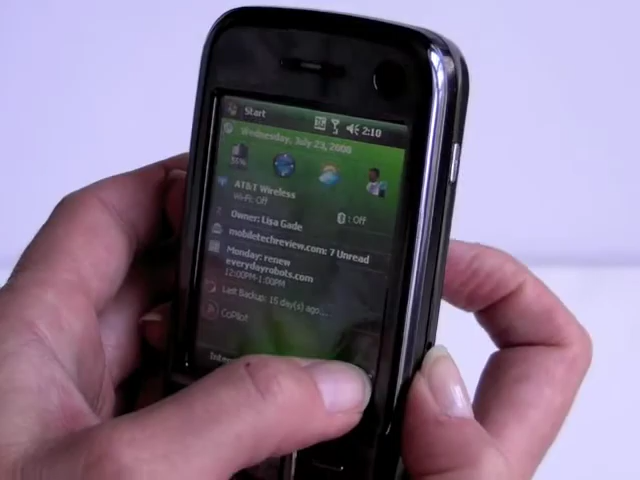 Start 2:10
Wednesday, July 23, 2008
AT&T Wireless
Wi-Fi: Off : Off
Owner: Lisa Gade
mobiletechreview.com: 7 Unread
Monday: renew
everydayrobots.com
12:00PM-1:00PM
Last Backup: 15 day(s) ago...
CoPilot